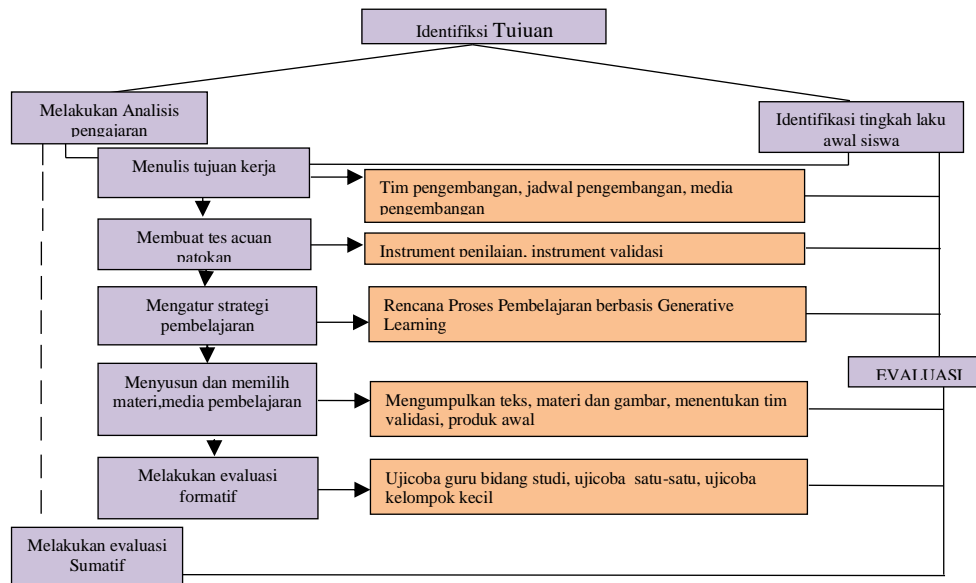 Identifiksi Tujuan
Melakukan Analisis
pengajaran
Identifikasi tingkah laku
awal siswa
Menulis tujuan kerja
Tim pengembangan, jadwal pengembangan, media
pengembangan
Membuat tes acuan
patokan
Instrument penilaian, instrument validasi
Mengatur strategi
pembelajaran
Rencana Proses Pembelajaran berbasis Generative
Learning
EVALUASI
Menyusun dan memilih
materi,media pembelajaran
Mengumpulkan teks, materi dan gambar, menentukan tim
validasi, produk awal
Melakukan evaluasi
formatif
Ujicoba guru bidang studi, ujicoba satu-satu, ujicoba
kelompok kecil
Melakukan evaluasi
Sumatif